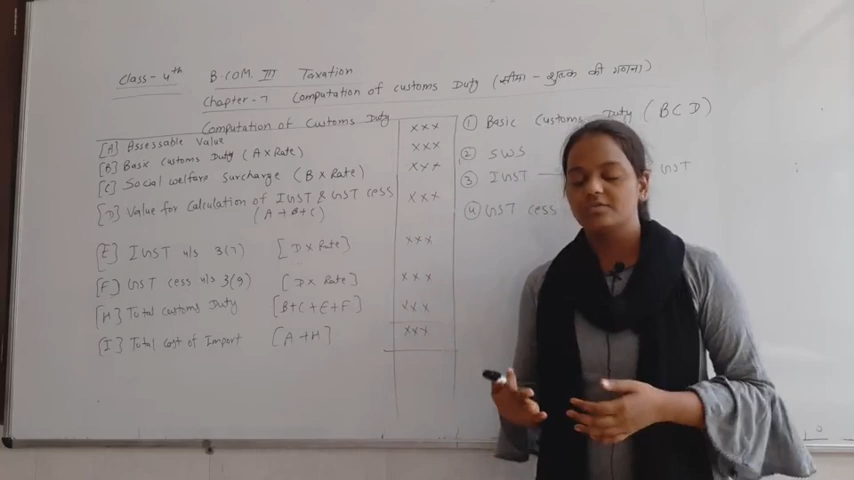 Class - 4th B.COM. III Taxation
Chapter - 7 Computation of customs Duty (सीमा - शुल्क की गणना)
Computation of Customs Duty
[A] Assessable Value xxx
[B] Basic Customs Duty (A x Rate) xxx
[C] Social welfare surcharge (B x Rate) xxx
[D] Value for Calculation of IGST & GST cess xxx
(A + B + C)
[E] IGST u/s 3(7) [D x Rate] xxx
[F] GST cess u/s 3(9) [D x Rate] xxx
[H] Total customs Duty [B+C+E+F] xxx
[I] Total cost of Import [A + H] xxx
① Basic Customs Duty (BCD)
② SWS
③ IGST — GST
④ GST cess